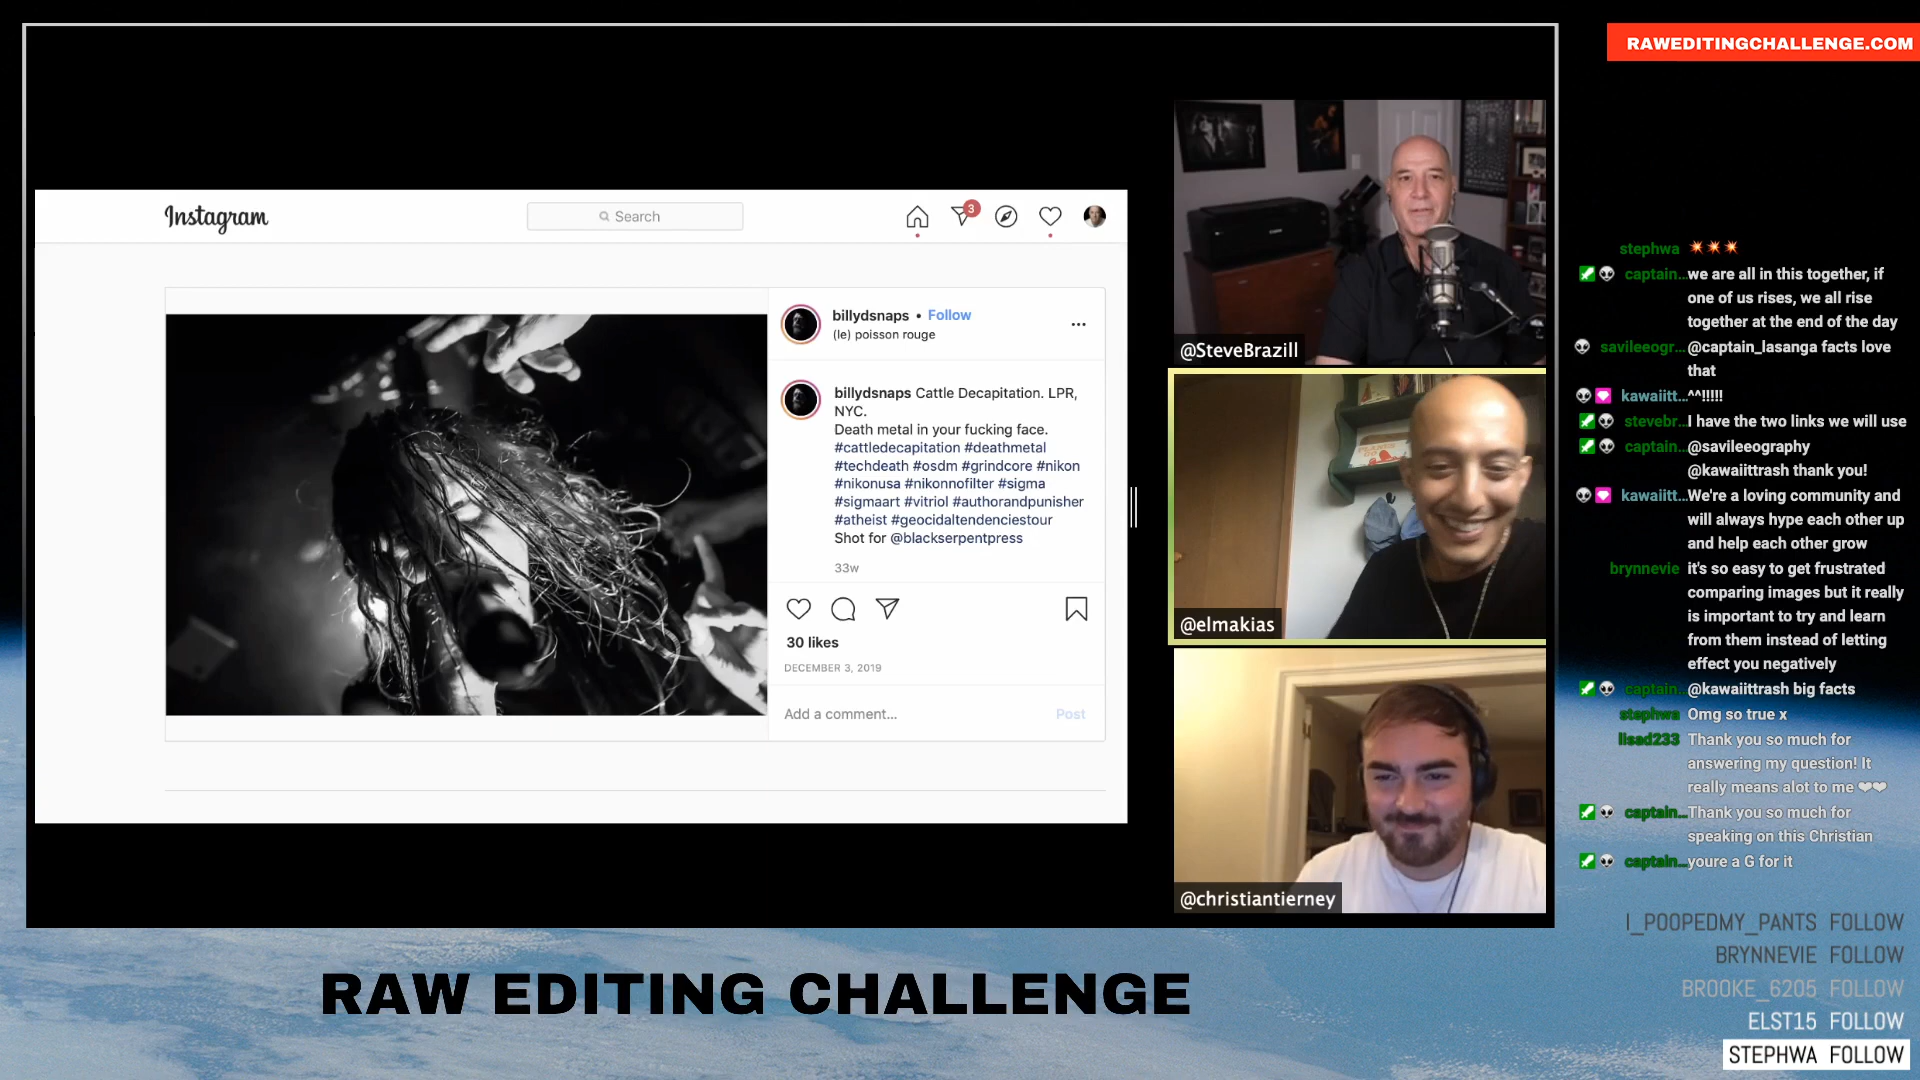 RAWEDITINGCHALLENGE.COM
Instagram
Search
3
billydsnaps • Follow
(le) poisson rouge
billydsnaps Cattle Decapitation. LPR,
NYC.
Death metal in your fucking face.
#cattledecapitation #deathmetal
#techdeath #osdm #grindcore #nikon
#nikonusa #nikonnofilter #sigma
#sigmaart #vitriol #authorandpunisher
#atheist #geocidaltendenciestour
Shot for @blackserpentpress
33w
30 likes
DECEMBER 3, 2019
Add a comment... Post
@SteveBrazill
@elmakias
@christiantierney
stephwa
captain... we are all in this together, if
one of us rises, we all rise
together at the end of the day
savileeogr... @captain_lasanga facts love
that
kawaiitt... ^^!!!!!
stevebr... I have the two links we will use
captain... @savileeography
@kawaiittrash thank you!
kawaiitt... We're a loving community and
will always hype each other up
and help each other grow
brynnevie it's so easy to get frustrated
comparing images but it really
is important to try and learn
from them instead of letting
effect you negatively
captain... @kawaiittrash big facts
stephwa Omg so true x
lisad233 Thank you so much for
answering my question! It
really means alot to me ❤❤
captain... Thank you so much for
speaking on this Christian
captain... youre a G for it
I_POOPEDMY_PANTS FOLLOW
BRYNNEVIE FOLLOW
BROOKE_6205 FOLLOW
ELST15 FOLLOW
STEPHWA FOLLOW
RAW EDITING CHALLENGE